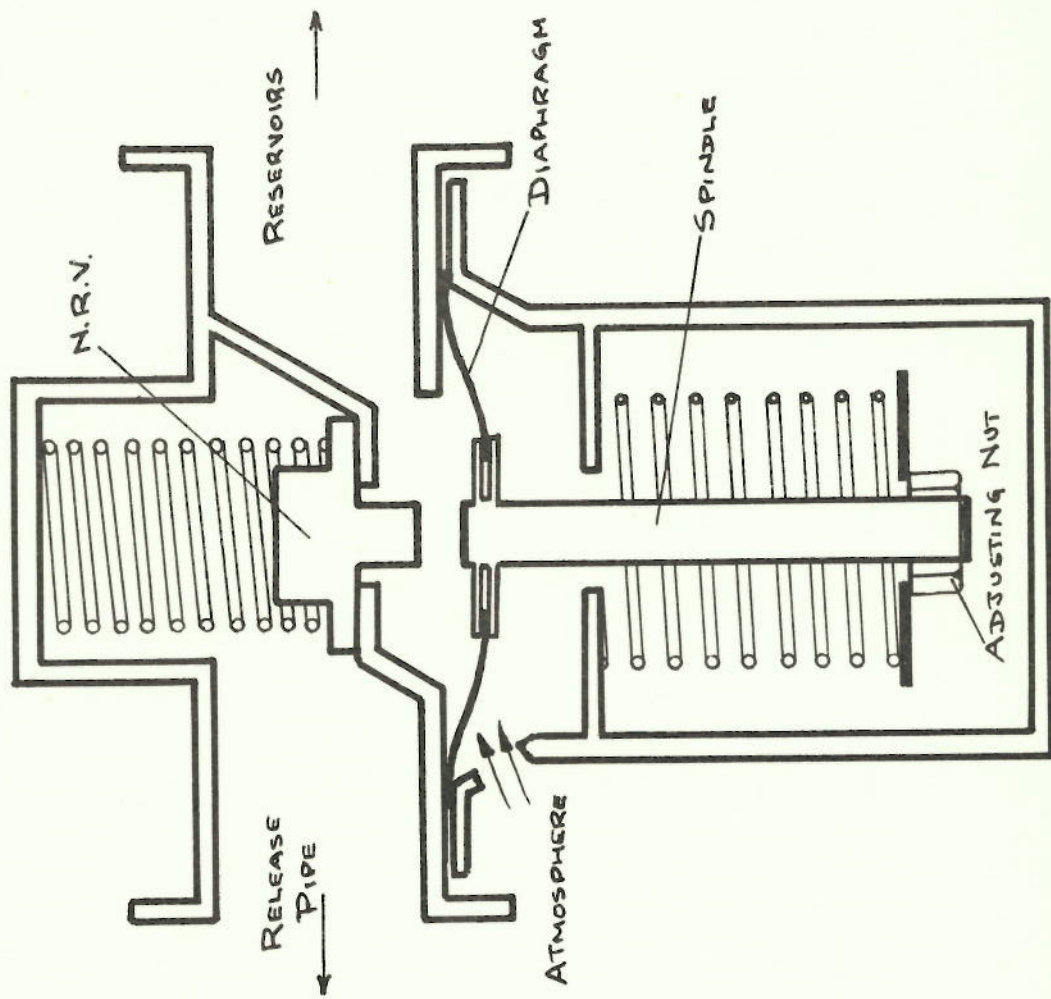 N.R.V.
RESERVOIRS
DIAPHRAGM
SPINDLE
ADJUSTING NUT
RELEASE
PIPE
ATMOSPHERE